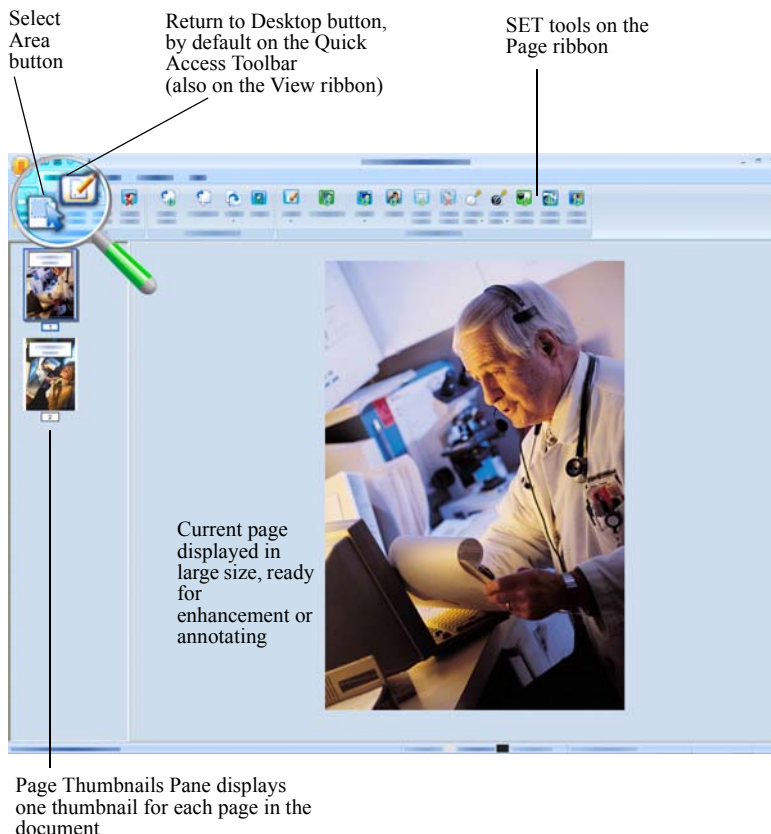 Select
Area
button
Return to Desktop button,
by default on the Quick
Access Toolbar
(also on the View ribbon)
SET tools on the
Page ribbon
1
2
Current page
displayed in
large size, ready
for
enhancement or
annotating
Page Thumbnails Pane displays
one thumbnail for each page in the
document